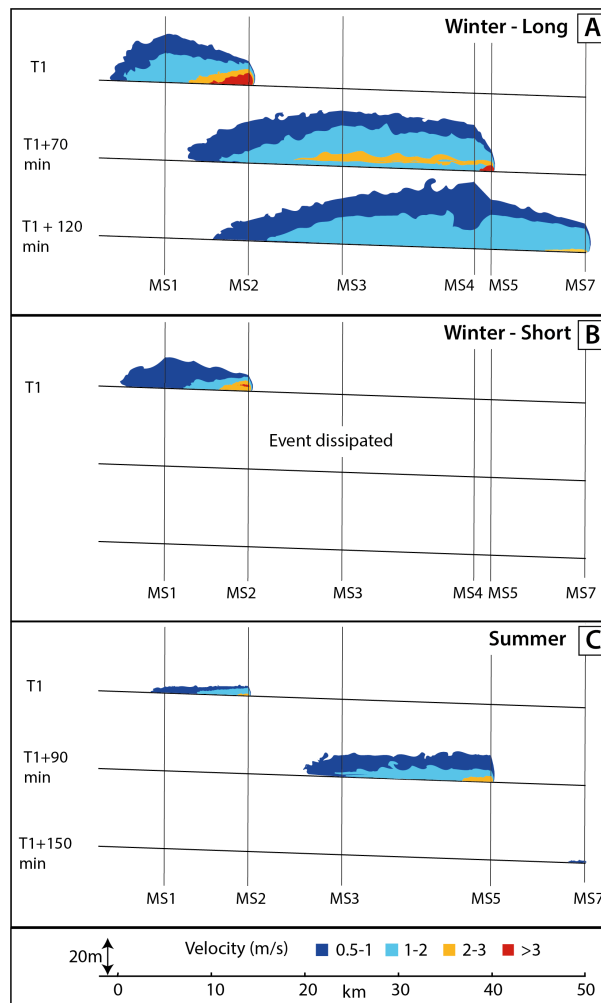 Winter - Long A
T1
T1+70
min
T1 + 120
min
MS1 MS2 MS3 MS4 MS5 MS7
Winter - Short B
T1
Event dissipated
MS1 MS2 MS3 MS4 MS5 MS7
Summer C
T1
T1+90
min
T1+150
min
MS1 MS2 MS3 MS5 MS7
20m Velocity (m/s) 0.5-1 1-2 2-3 >3
0 10 20 km 30 40 50